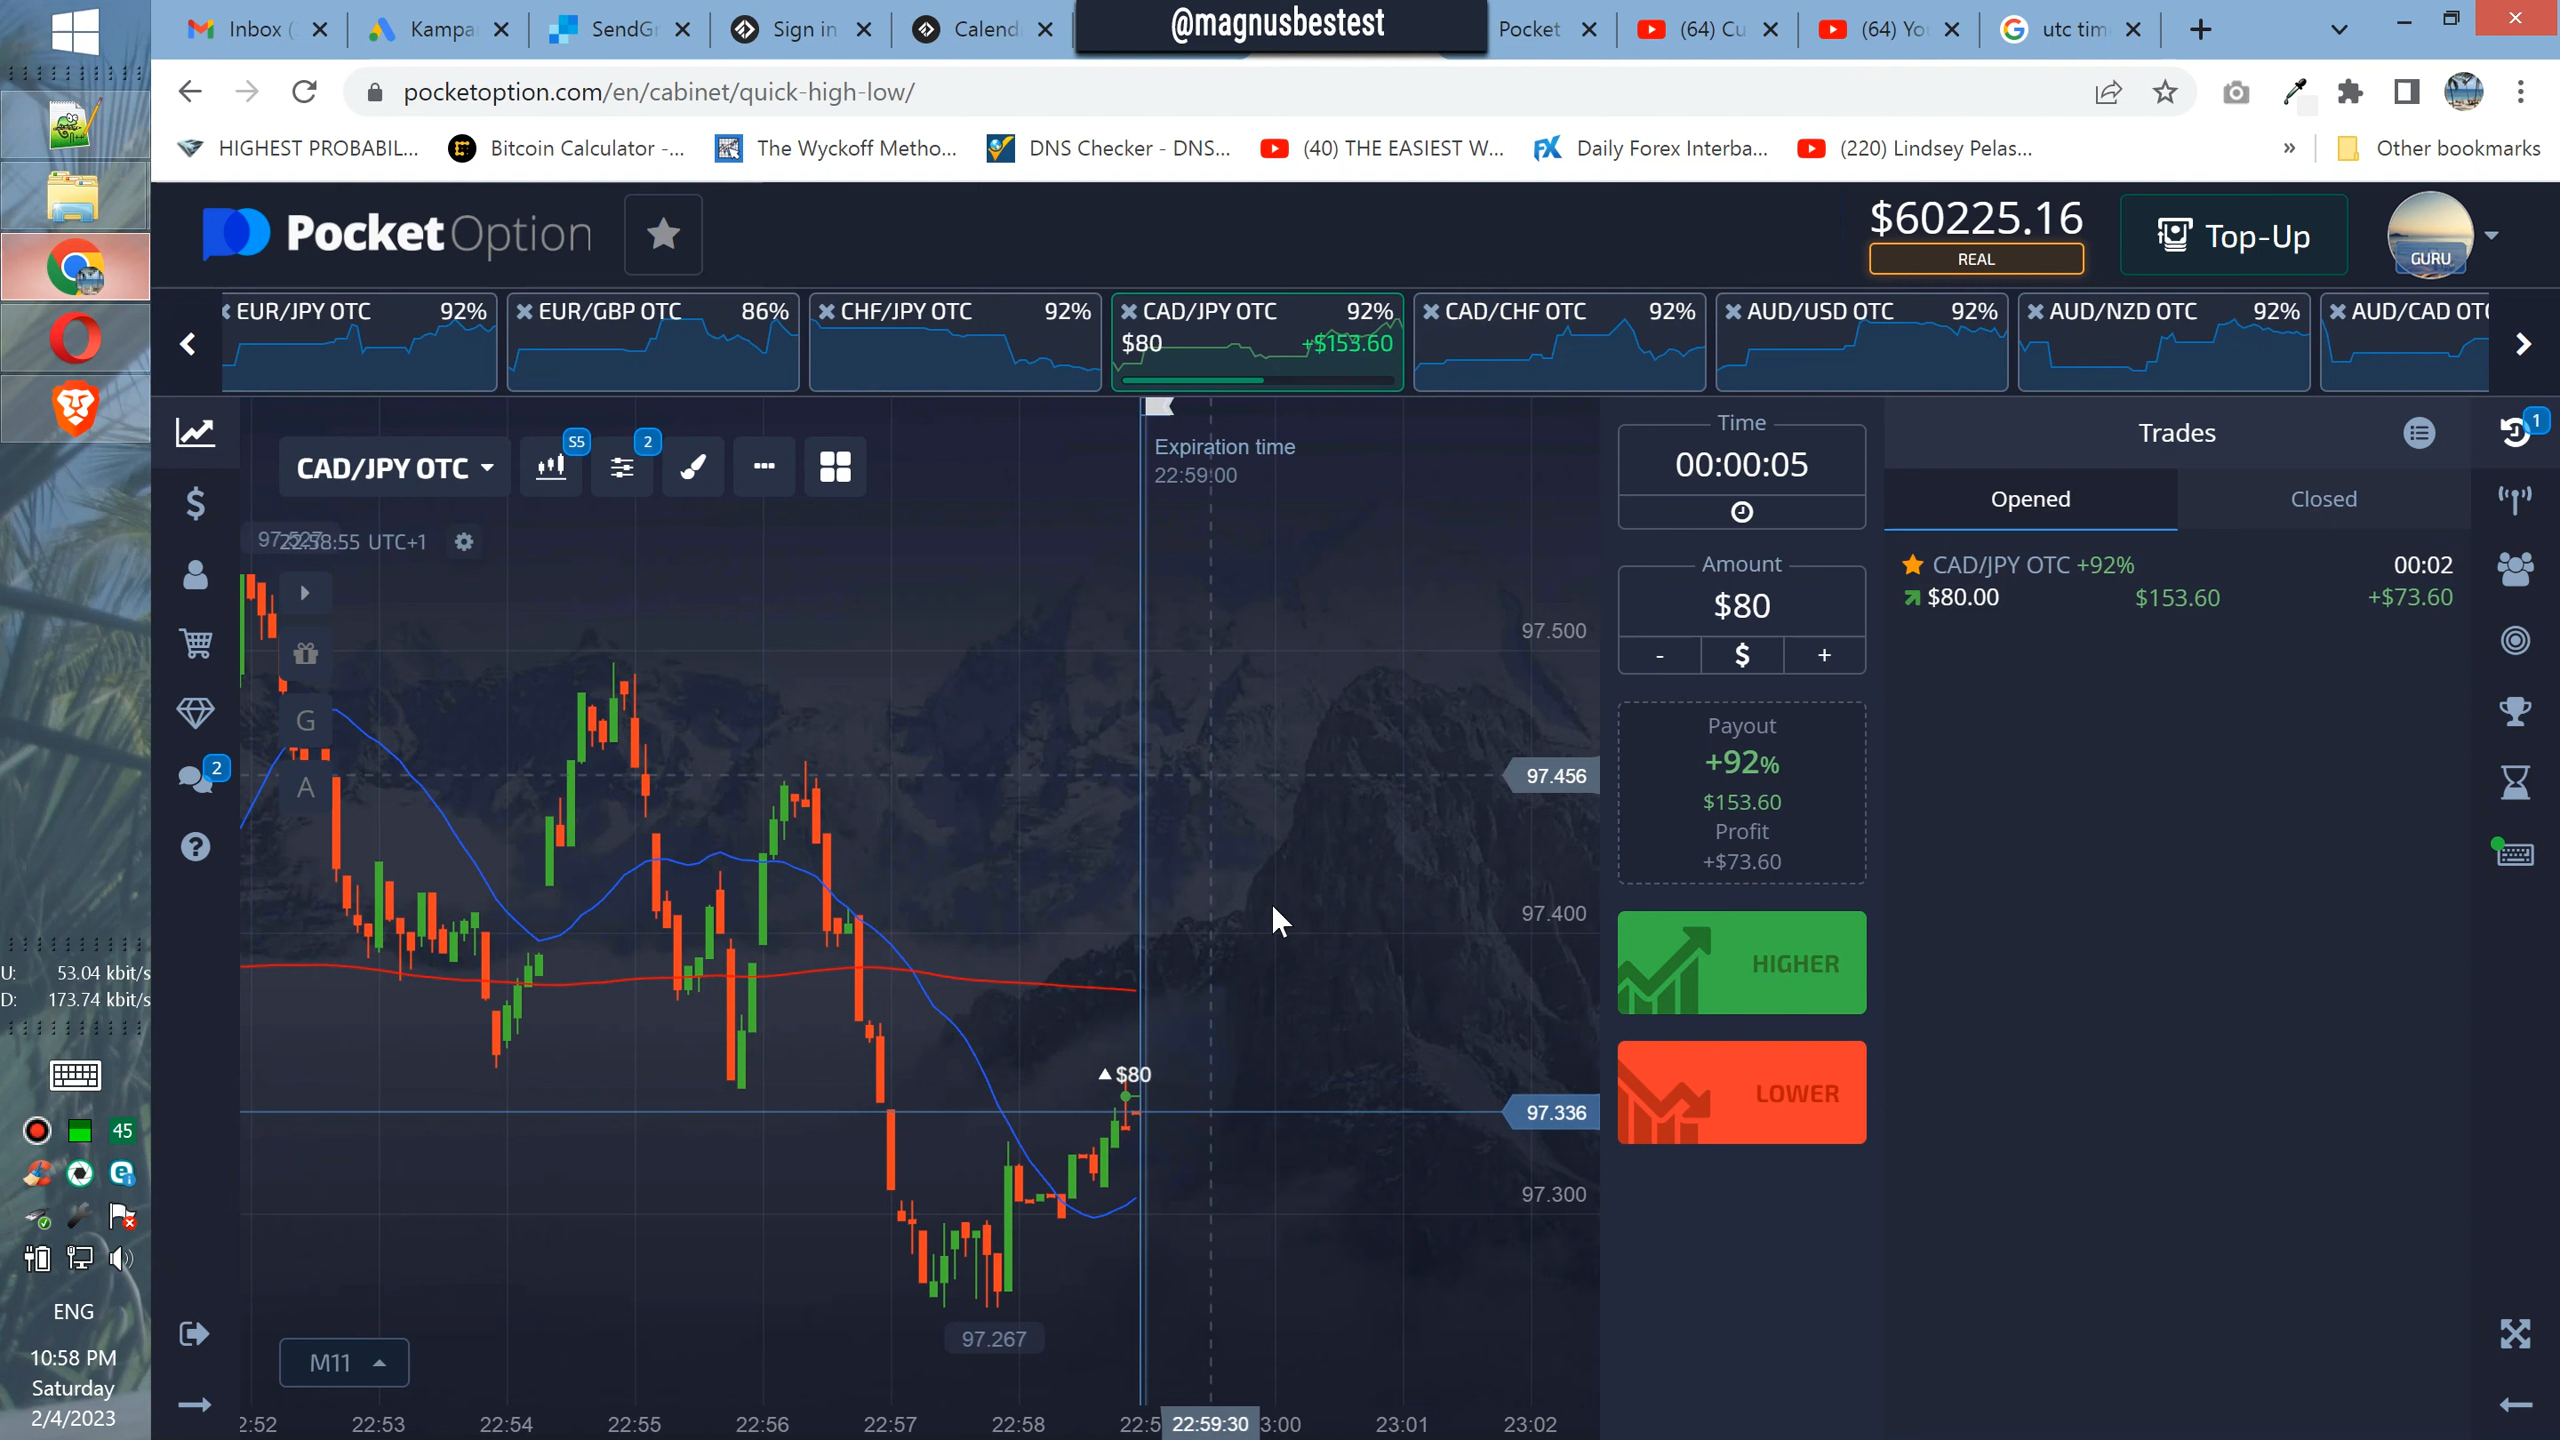 Inbox (
Kampa
SendG
Sign in
Calend
@magnusbestest
Pocket
(64) Cu
(64) Yo
utc tim
pocketoption.com/en/cabinet/quick-high-low/
HIGHEST PROBABIL...
Bitcoin Calculator -...
The Wyckoff Metho...
DNS Checker - DNS...
(40) THE EASIEST W...
Daily Forex Interba...
(220) Lindsey Pelas...
»
Other bookmarks
PocketOption
$60225.16
REAL
Top-Up
GURU
EUR/JPY OTC 92%
EUR/GBP OTC 86%
CHF/JPY OTC 92%
CAD/JPY OTC 92%
$80 +$153.60
CAD/CHF OTC 92%
AUD/USD OTC 92%
AUD/NZD OTC 92%
AUD/CAD OTC
CAD/JPY OTC
S5
2
Expiration time
22:59:00
22:58:55 UTC+1
G
A
2
97.500
97.456
97.400
97.336
97.300
$80
97.267
M11
2:52
22:53
22:54
22:55
22:56
22:57
22:58
22:5
22:59:30
3:00
23:01
23:02
Time
00:00:05
Amount
$80
- $ +
Payout
+92%
$153.60
Profit
+$73.60
HIGHER
LOWER
Trades
1
Opened
Closed
CAD/JPY OTC +92% 00:02
$80.00 $153.60 +$73.60
U: 53.04 kbit/s
D: 173.74 kbit/s
45
ENG
10:58 PM
Saturday
2/4/2023